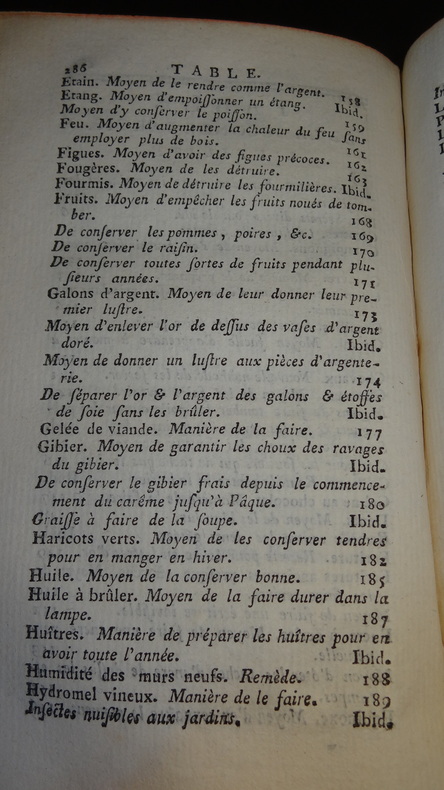 286 TABLE.
Etain. Moyen de le rendre comme l'argent. 158
Etang. Moyen d'empoiſſonner un étang. Ibid.
Moyen d'y conſerver le poiſſon. 159
Feu. Moyen d'augmenter la chaleur du feu ſans
employer plus de bois. 161
Figues. Moyen d'avoir des figues précoces. 162
Fougères. Moyen de les détruire. 163
Fourmis. Moyen de détruire les fourmilières. Ibid.
Fruits. Moyen d'empêcher les fruits noués de tom-
ber. 168
De conſerver les pommes, poires, &c. 169
De conſerver le raiſin. 170
De conſerver toutes ſortes de fruits pendant plu-
ſieurs années. 171
Galons d'argent. Moyen de leur donner leur pre-
mier luſtre. 173
Moyen d'enlever l'or de deſſus des vaſes d'argent
doré. Ibid.
Moyen de donner un luſtre aux pièces d'argente-
rie. 174
De ſéparer l'or & l'argent des galons & étoffes
de ſoie ſans les brûler. Ibid.
Gelée de viande. Manière de la faire. 177
Gibier. Moyen de garantir les choux des ravages
du gibier. Ibid.
De conſerver le gibier frais depuis le commence-
ment du carême juſqu'à Pâque. 180
Graiſſe à faire de la ſoupe. Ibid.
Haricots verts. Moyen de les conſerver tendres
pour en manger en hiver. 182
Huile. Moyen de la conſerver bonne. 185
Huile à brûler. Moyen de la faire durer dans la
lampe. 187
Huîtres. Manière de préparer les huîtres pour en
avoir toute l'année. Ibid.
Humidité des murs neufs. Remède. 188
Hydromel vineux. Manière de le faire. 189
Inſectes nuiſibles aux jardins. Ibid.